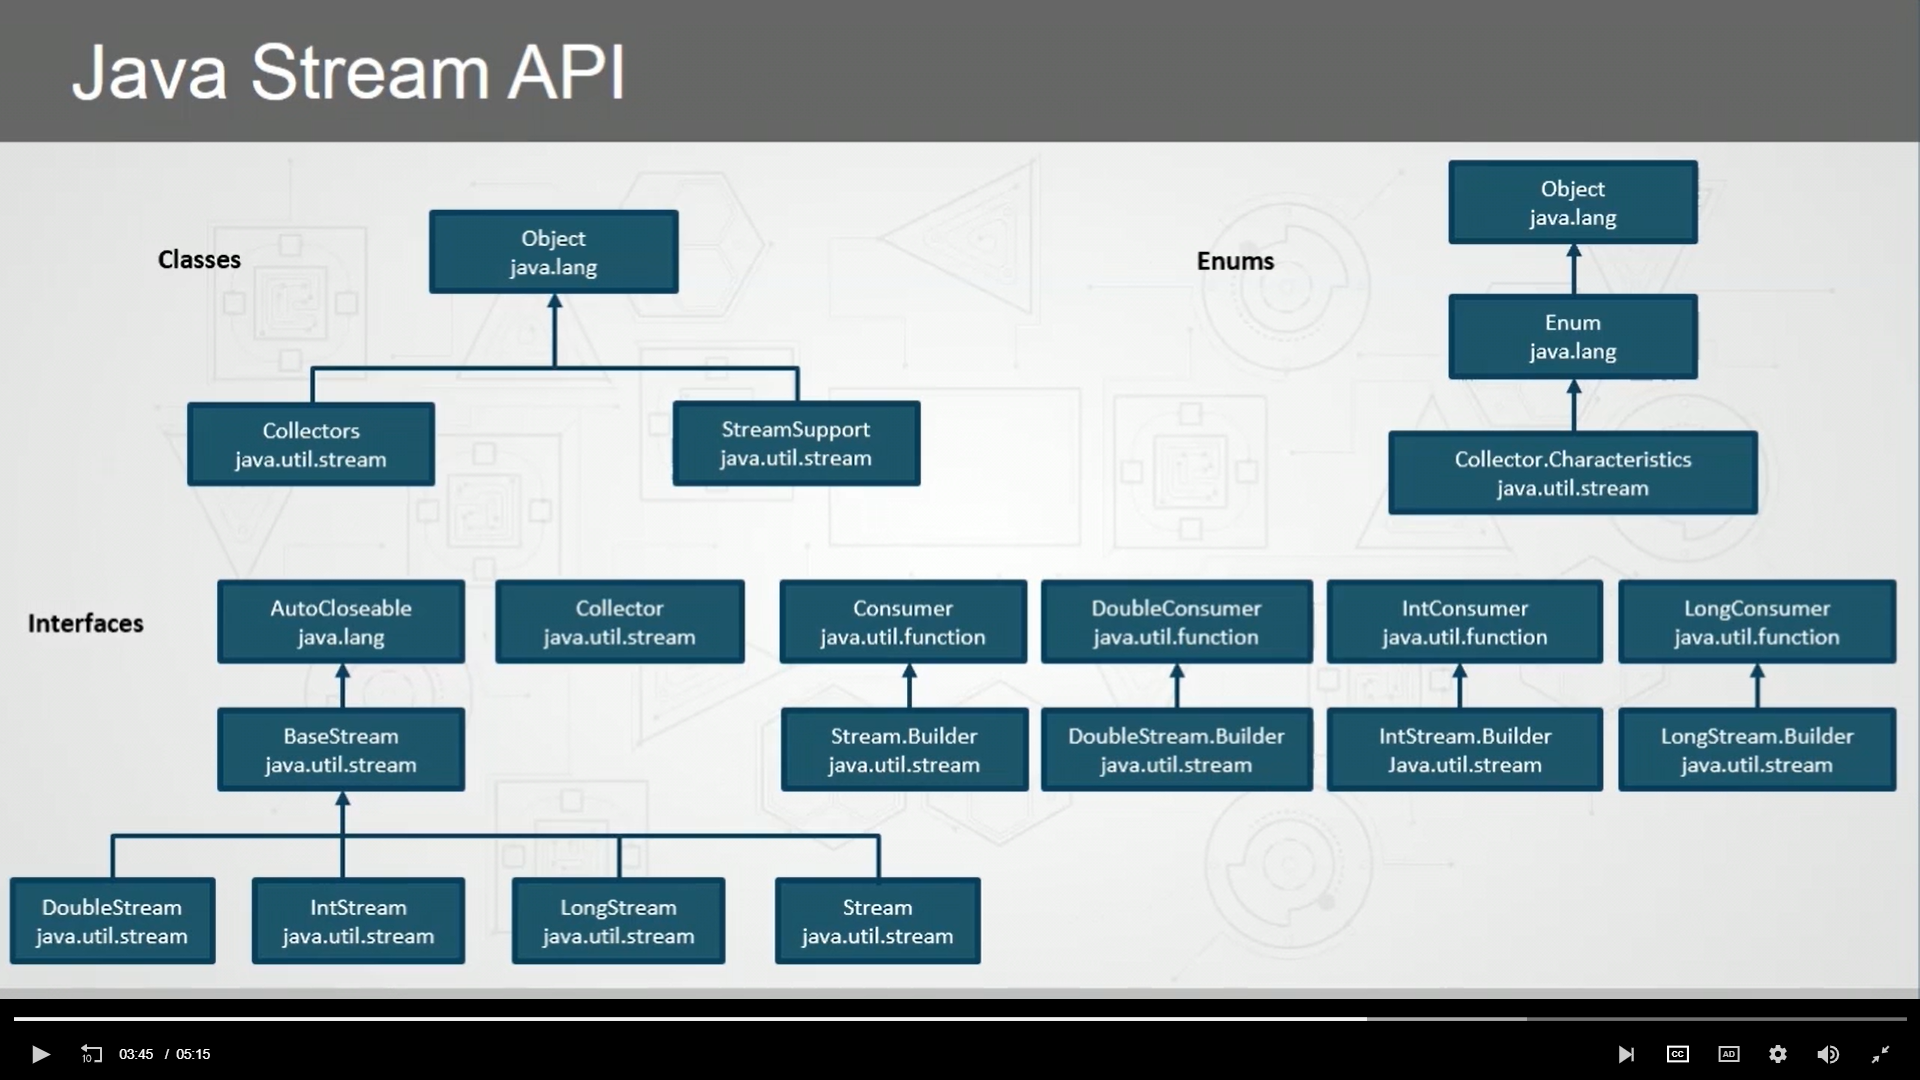 Java Stream API
Classes
Object
java.lang
Collectors
java.util.stream
StreamSupport
java.util.stream
Enums
Object
java.lang
Enum
java.lang
Collector.Characteristics
java.util.stream
Interfaces
AutoCloseable
java.lang
Collector
java.util.stream
Consumer
java.util.function
DoubleConsumer
java.util.function
IntConsumer
java.util.function
LongConsumer
java.util.function
BaseStream
java.util.stream
Stream.Builder
java.util.stream
DoubleStream.Builder
java.util.stream
IntStream.Builder
Java.util.stream
LongStream.Builder
java.util.stream
DoubleStream
java.util.stream
IntStream
java.util.stream
LongStream
java.util.stream
Stream
java.util.stream
10
03:45 / 05:15
CC
AD